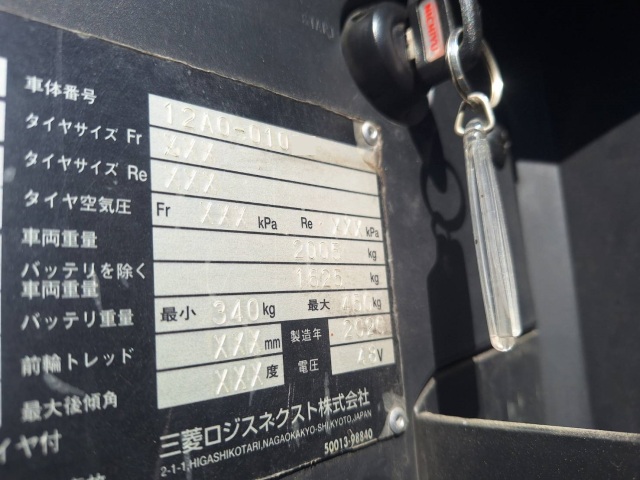 NICHIYU
車体番号 12A0-010
タイヤサイズ Fr XXX
タイヤサイズ Re XXX
タイヤ空気圧 Fr XXX kPa Re XXX kPa
車両重量 kg
バッテリを除く
車両重量 kg
バッテリ重量 最小 340 kg 最大 kg
前輪トレッド XXX mm 製造年
最大後傾角 XXX 度 電圧 48 V
イヤ付
三菱ロジスネクスト株式会社
2-1-1,HIGASHIKOTARI,NAGAOKAKYO-SHI,KYOTO,JAPAN
50013-98840